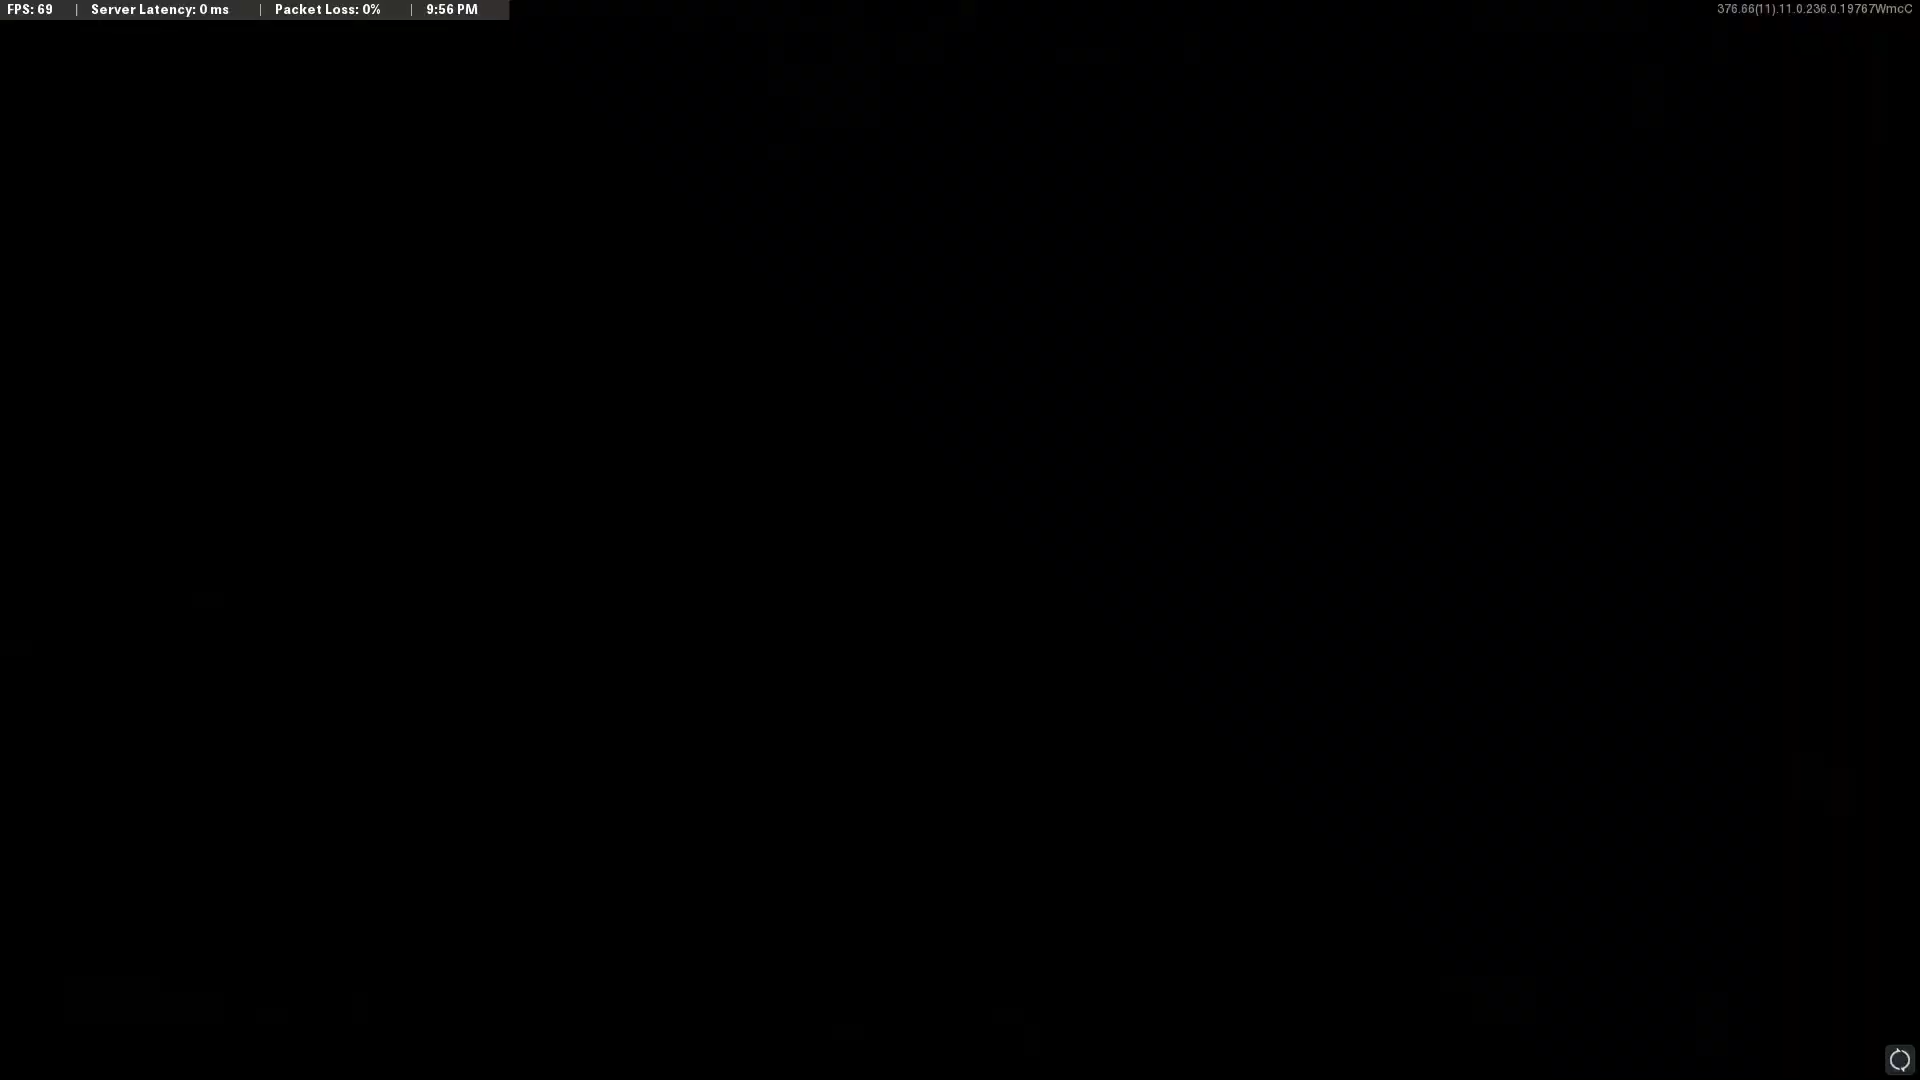 FPS: 69 | Server Latency: 0 ms | Packet Loss: 0% | 9:56 PM
376.66(11).11.0.236.0.19767WmcC